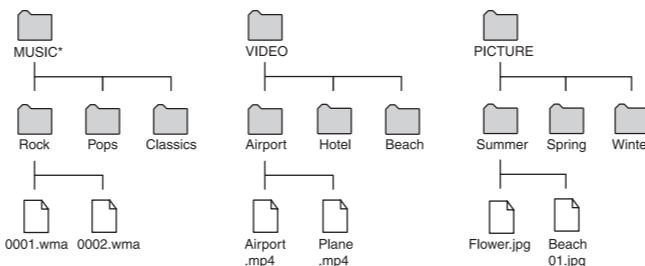 MUSIC* VIDEO PICTURE
Rock Pops Classics Airport Hotel Beach Summer Spring Winte
0001.wma 0002.wma Airport Plane Flower.jpg Beach
.mp4 .mp4 01.jpg